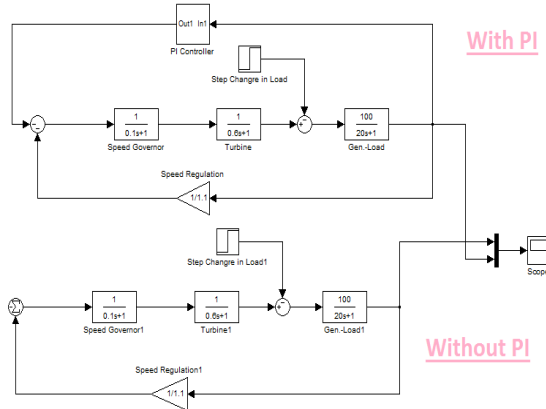 Out1 In1
PI Controller
With PI
Step Changre in Load
1
0.1s+1
Speed Governor
1
0.6s+1
Turbine
100
20s+1
Gen.-Load
Speed Regulation
1/1.1
Step Changre in Load1
Scope
1
0.1s+1
Speed Governor1
1
0.6s+1
Turbine1
100
20s+1
Gen.-Load1
Without PI
Speed Regulation1
1/1.1